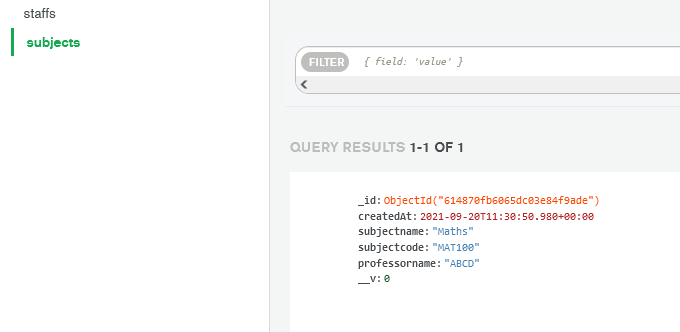 staffs
subjects
FILTER { field: 'value' }
QUERY RESULTS 1-1 OF 1
_id: ObjectId("614870fb6065dc03e84f9ade")
createdAt: 2021-09-20T11:30:50.980+00:00
subjectname: "Maths"
subjectcode: "MAT100"
professorname: "ABCD"
__v: 0